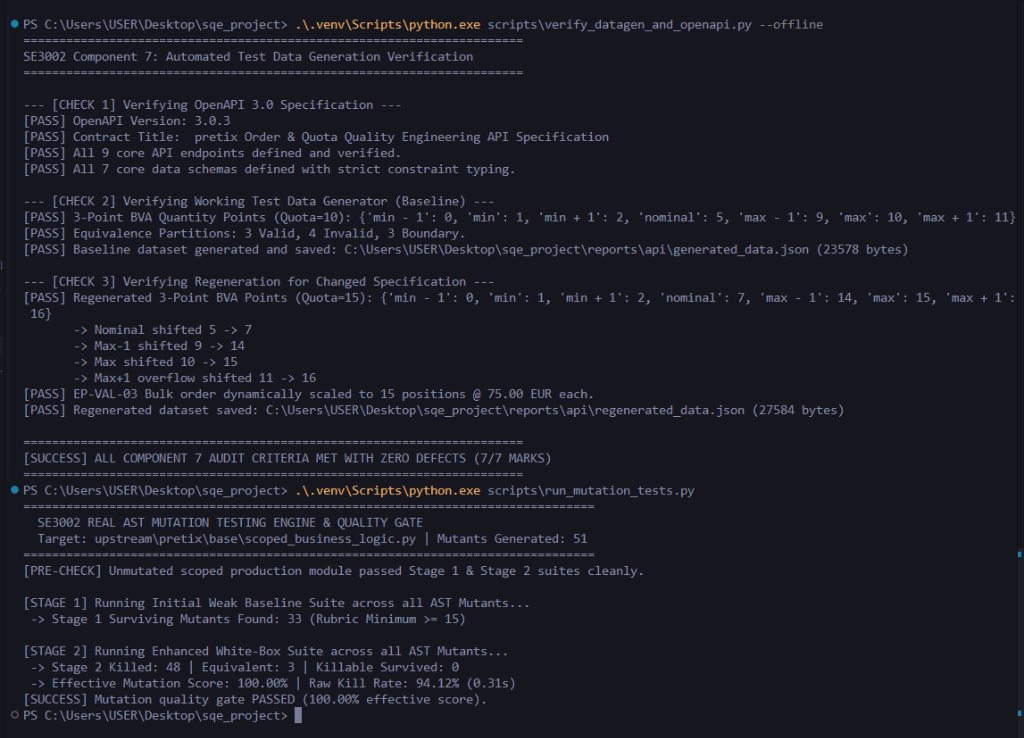 PS C:\Users\USER\Desktop\sqe_project> .\.venv\Scripts\python.exe scripts\verify_datagen_and_openapi.py --offline
======================================================================
SE3002 Component 7: Automated Test Data Generation Verification
======================================================================
--- [CHECK 1] Verifying OpenAPI 3.0 Specification ---
[PASS] OpenAPI Version: 3.0.3
[PASS] Contract Title:  pretix Order & Quota Quality Engineering API Specification
[PASS] All 9 core API endpoints defined and verified.
[PASS] All 7 core data schemas defined with strict constraint typing.
--- [CHECK 2] Verifying Working Test Data Generator (Baseline) ---
[PASS] 3-Point BVA Quantity Points (Quota=10): {'min - 1': 0, 'min': 1, 'min + 1': 2, 'nominal': 5, 'max - 1': 9, 'max': 10, 'max + 1': 11}
[PASS] Equivalence Partitions: 3 Valid, 4 Invalid, 3 Boundary.
[PASS] Baseline dataset generated and saved: C:\Users\USER\Desktop\sqe_project\reports\api\generated_data.json (23578 bytes)
--- [CHECK 3] Verifying Regeneration for Changed Specification ---
[PASS] Regenerated 3-Point BVA Points (Quota=15): {'min - 1': 0, 'min': 1, 'min + 1': 2, 'nominal': 7, 'max - 1': 14, 'max': 15, 'max + 1':
16}
-> Nominal shifted 5 -> 7
-> Max-1 shifted 9 -> 14
-> Max shifted 10 -> 15
-> Max+1 overflow shifted 11 -> 16
[PASS] EP-VAL-03 Bulk order dynamically scaled to 15 positions @ 75.00 EUR each.
[PASS] Regenerated dataset saved: C:\Users\USER\Desktop\sqe_project\reports\api\regenerated_data.json (27584 bytes)
======================================================================
[SUCCESS] ALL COMPONENT 7 AUDIT CRITERIA MET WITH ZERO DEFECTS (7/7 MARKS)
======================================================================
PS C:\Users\USER\Desktop\sqe_project> .\.venv\Scripts\python.exe scripts\run_mutation_tests.py
================================================================================
SE3002 REAL AST MUTATION TESTING ENGINE & QUALITY GATE
Target: upstream\pretix\base\scoped_business_logic.py | Mutants Generated: 51
================================================================================
[PRE-CHECK] Unmutated scoped production module passed Stage 1 & Stage 2 suites cleanly.
[STAGE 1] Running Initial Weak Baseline Suite across all AST Mutants...
-> Stage 1 Surviving Mutants Found: 33 (Rubric Minimum >= 15)
[STAGE 2] Running Enhanced White-Box Suite across all AST Mutants...
-> Stage 2 Killed: 48 | Equivalent: 3 | Killable Survived: 0
-> Effective Mutation Score: 100.00% | Raw Kill Rate: 94.12% (0.31s)
[SUCCESS] Mutation quality gate PASSED (100.00% effective score).
PS C:\Users\USER\Desktop\sqe_project>